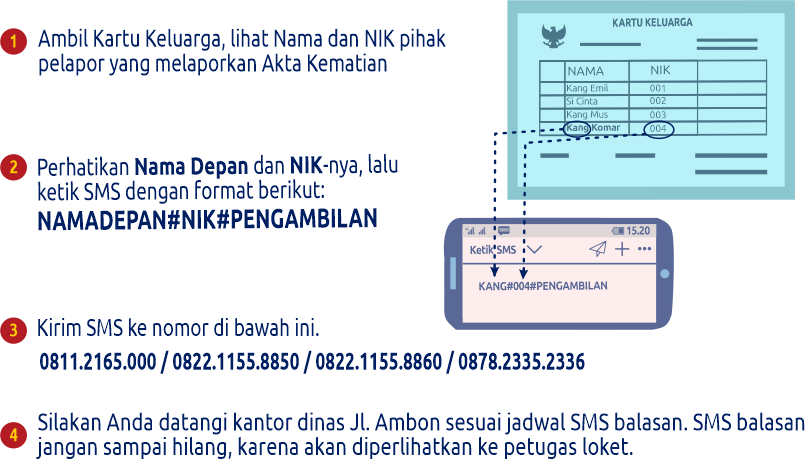 1 Ambil Kartu Keluarga, lihat Nama dan NIK pihak
pelapor yang melaporkan Akta Kematian
KARTU KELUARGA
NAMA NIK
Kang Emil 001
Si Cinta 002
Kang Mus 003
Kang Komar 004
2 Perhatikan Nama Depan dan NIK-nya, lalu
ketik SMS dengan format berikut:
NAMADEPAN#NIK#PENGAMBILAN
15.20
Ketik SMS
KANG#004#PENGAMBILAN
3 Kirim SMS ke nomor di bawah ini.
0811.2165.000 / 0822.1155.8850 / 0822.1155.8860 / 0878.2335.2336
4 Silakan Anda datangi kantor dinas Jl. Ambon sesuai jadwal SMS balasan. SMS balasan
jangan sampai hilang, karena akan diperlihatkan ke petugas loket.